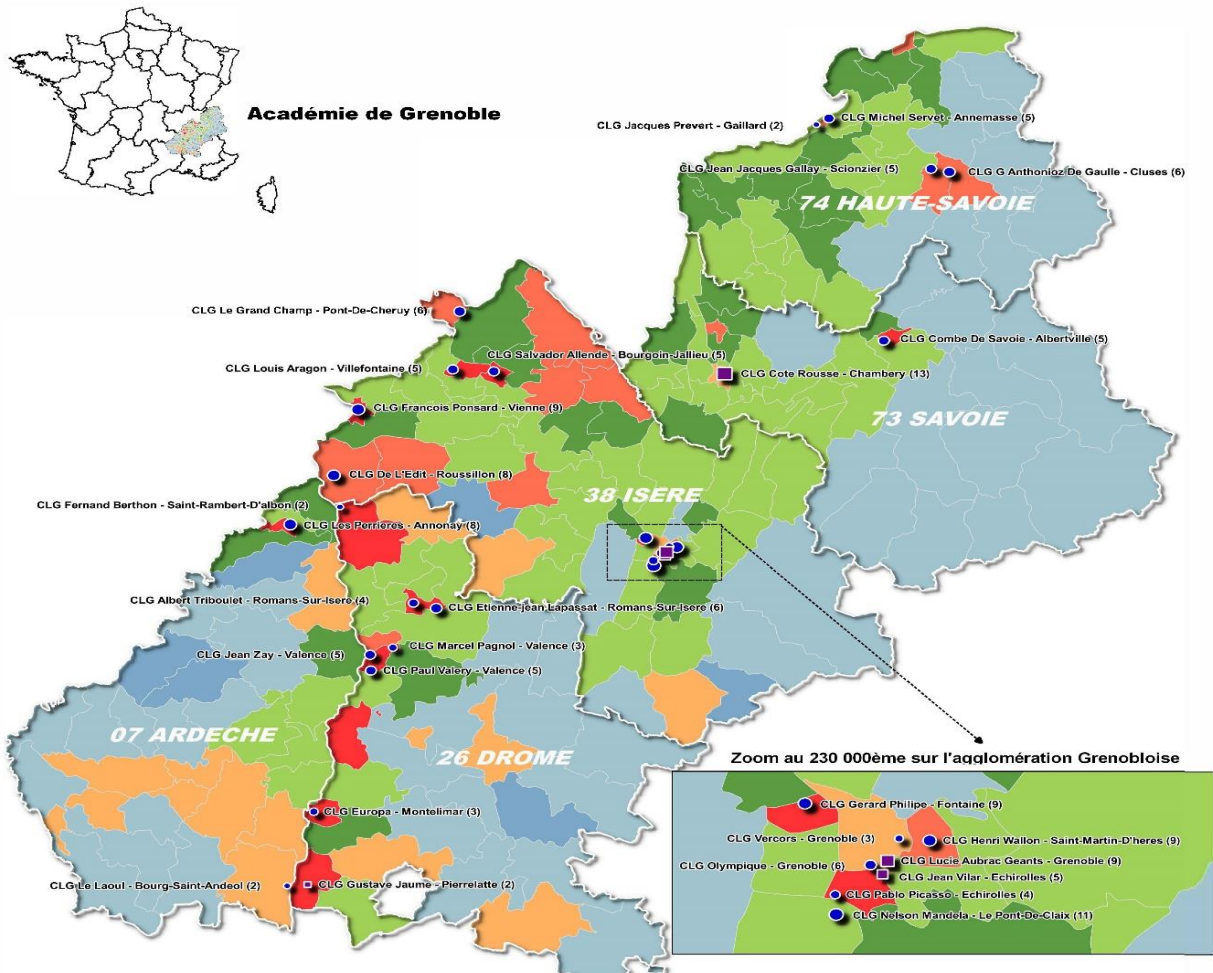 Académie de Grenoble
CLG Jacques Prevert - Gaillard (2)
CLG Michel Servet - Annemasse (5)
CLG Jean Jacques Gallay - Scionzier (5)
CLG G Anthonioz De Gaulle - Cluses (6)
74 HAUTE-SAVOIE
CLG Le Grand Champ - Pont-De-Cheruy (6)
CLG Combe De Savoie - Albertville (5)
CLG Salvador Allende - Bourgoin-Jallieu (5)
CLG Louis Aragon - Villefontaine (5)
CLG Cote Rousse - Chambery (13)
CLG Francois Ponsard - Vienne (9)
73 SAVOIE
CLG De L'Edit - Roussillon (8)
38 ISERE
CLG Fernand Berthon - Saint-Rambert-D'albon (2)
CLG Les Perrieres - Annonay (8)
CLG Albert Triboulet - Romans-Sur-Isere (4)
CLG Etienne-jean Lapassat - Romans-Sur-Isere (6)
CLG Marcel Pagnol - Valence (3)
CLG Jean Zay - Valence (5)
CLG Paul Valery - Valence (5)
07 ARDECHE
26 DROME
Zoom au 230 000ème sur l'agglomération Grenobloise
CLG Gerard Philipe - Fontaine (9)
CLG Europa - Montelimar (3)
CLG Vercors - Grenoble (3)
CLG Henri Wallon - Saint-Martin-D'heres (9)
CLG Lucie Aubrac Geants - Grenoble (9)
CLG Olympique - Grenoble (6)
CLG Jean Vilar - Echirolles (5)
CLG Le Laoul - Bourg-Saint-Andeol (2)
CLG Gustave Jaume - Pierrelatte (2)
CLG Pablo Picasso - Echirolles (4)
CLG Nelson Mandela - Le Pont-De-Claix (11)